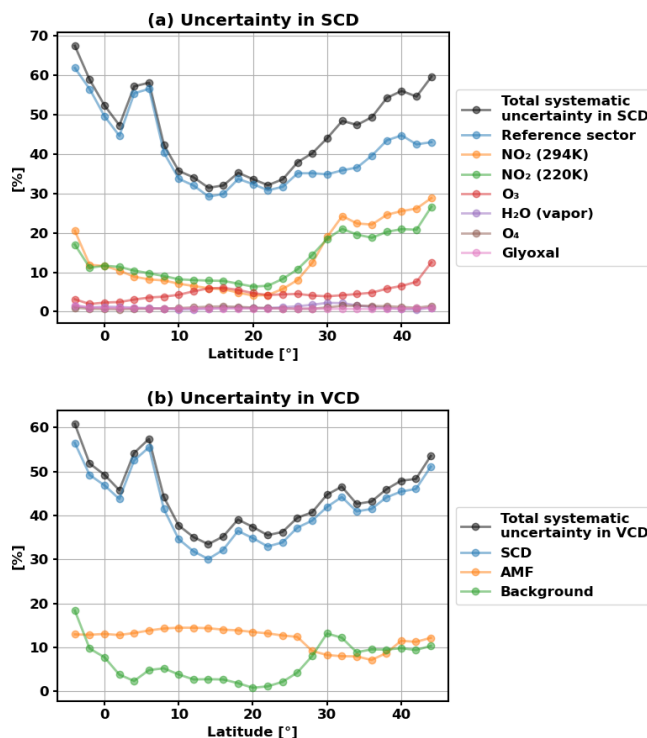 (a) Uncertainty in SCD
70
60
50
40
30
20
10
0
[%]
0
10
20
30
40
Latitude [°]
Total systematic
uncertainty in SCD
Reference sector
NO₂ (294K)
NO₂ (220K)
O₃
H₂O (vapor)
O₄
Glyoxal
(b) Uncertainty in VCD
60
50
40
30
20
10
0
[%]
0
10
20
30
40
Latitude [°]
Total systematic
uncertainty in VCD
SCD
AMF
Background